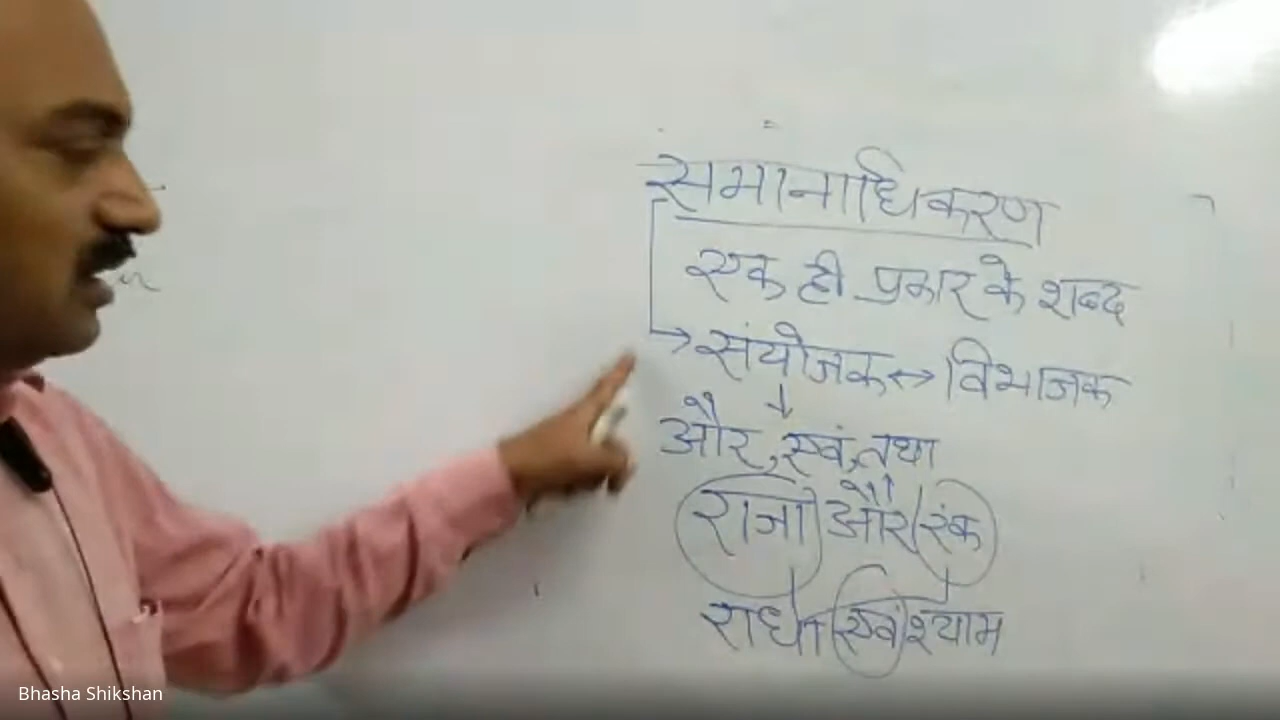 समानाधिकरण
एक ही प्रकार के शब्द
→ संयोजक ↔ विभाजक
और, एवं, तथा
राजा और रंक
राधा एवं श्याम
Bhasha Shikshan